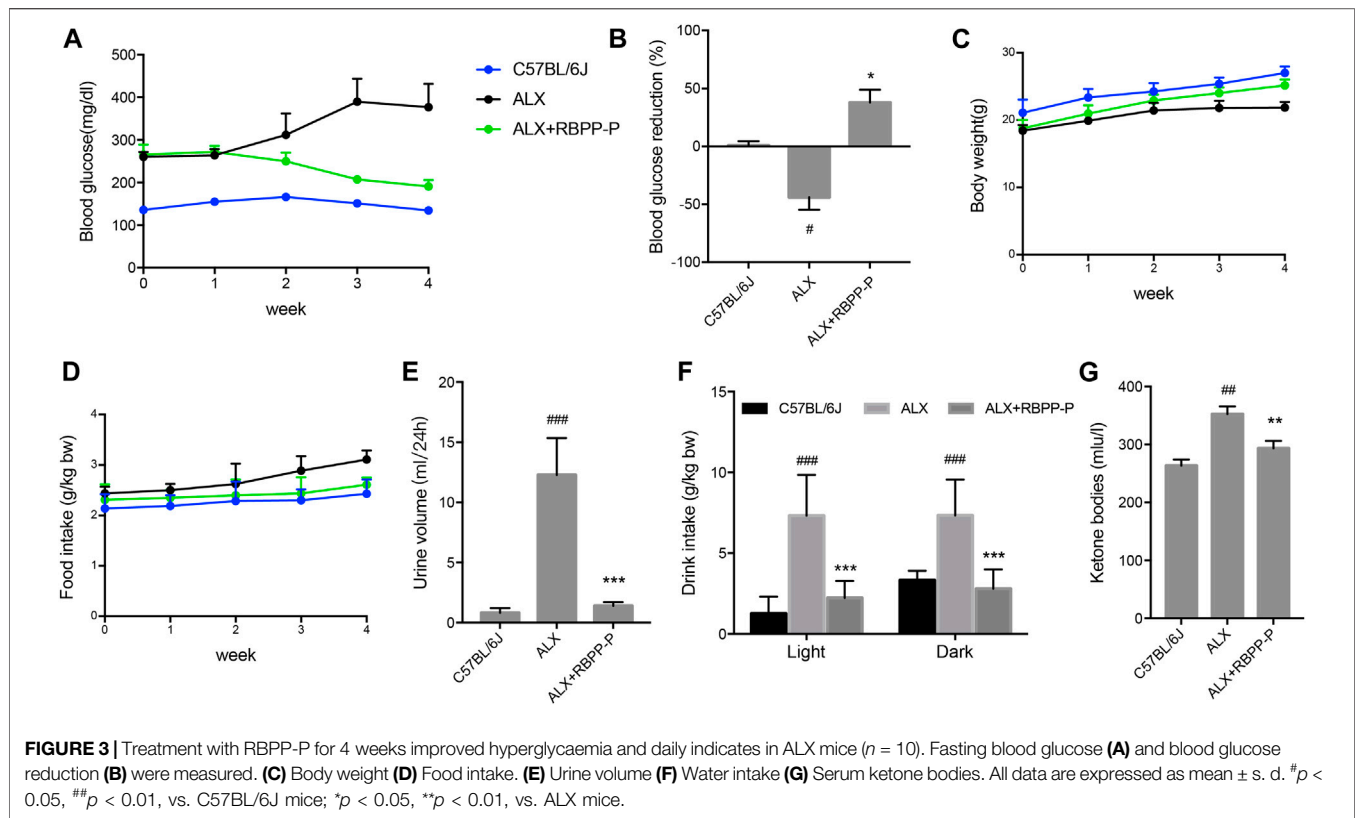 A
Blood glucose(mg/dl)
500
400
300
200
100
0
0 1 2 3 4
week
C57BL/6J
ALX
ALX+RBPP-P
B
Blood glucose reduction (%)
100
50
0
-50
-100
*
#
C57BL/6J
ALX
ALX+RBPP-P
C
Body weight(g)
30
20
10
0
0 1 2 3 4
week
D
Food intake (g/kg bw)
4
3
2
1
0
0 1 2 3 4
week
E
Urine volume (ml/24h)
20
15
10
5
0
###
***
C57BL/6J
ALX
ALX+RBPP-P
F
Drink intake (g/kg bw)
15
10
5
0
C57BL/6J ALX ALX+RBPP-P
### ###
*** ***
Light Dark
G
Ketone bodies (mlu/l)
400
300
200
100
0
##
**
C57BL/6J
ALX
ALX+RBPP-P
FIGURE 3 | Treatment with RBPP-P for 4 weeks improved hyperglycaemia and daily indicates in ALX mice (n = 10). Fasting blood glucose (A) and blood glucose
reduction (B) were measured. (C) Body weight (D) Food intake. (E) Urine volume (F) Water intake (G) Serum ketone bodies. All data are expressed as mean ± s. d. #p <
0.05, ##p < 0.01, vs. C57BL/6J mice; *p < 0.05, **p < 0.01, vs. ALX mice.